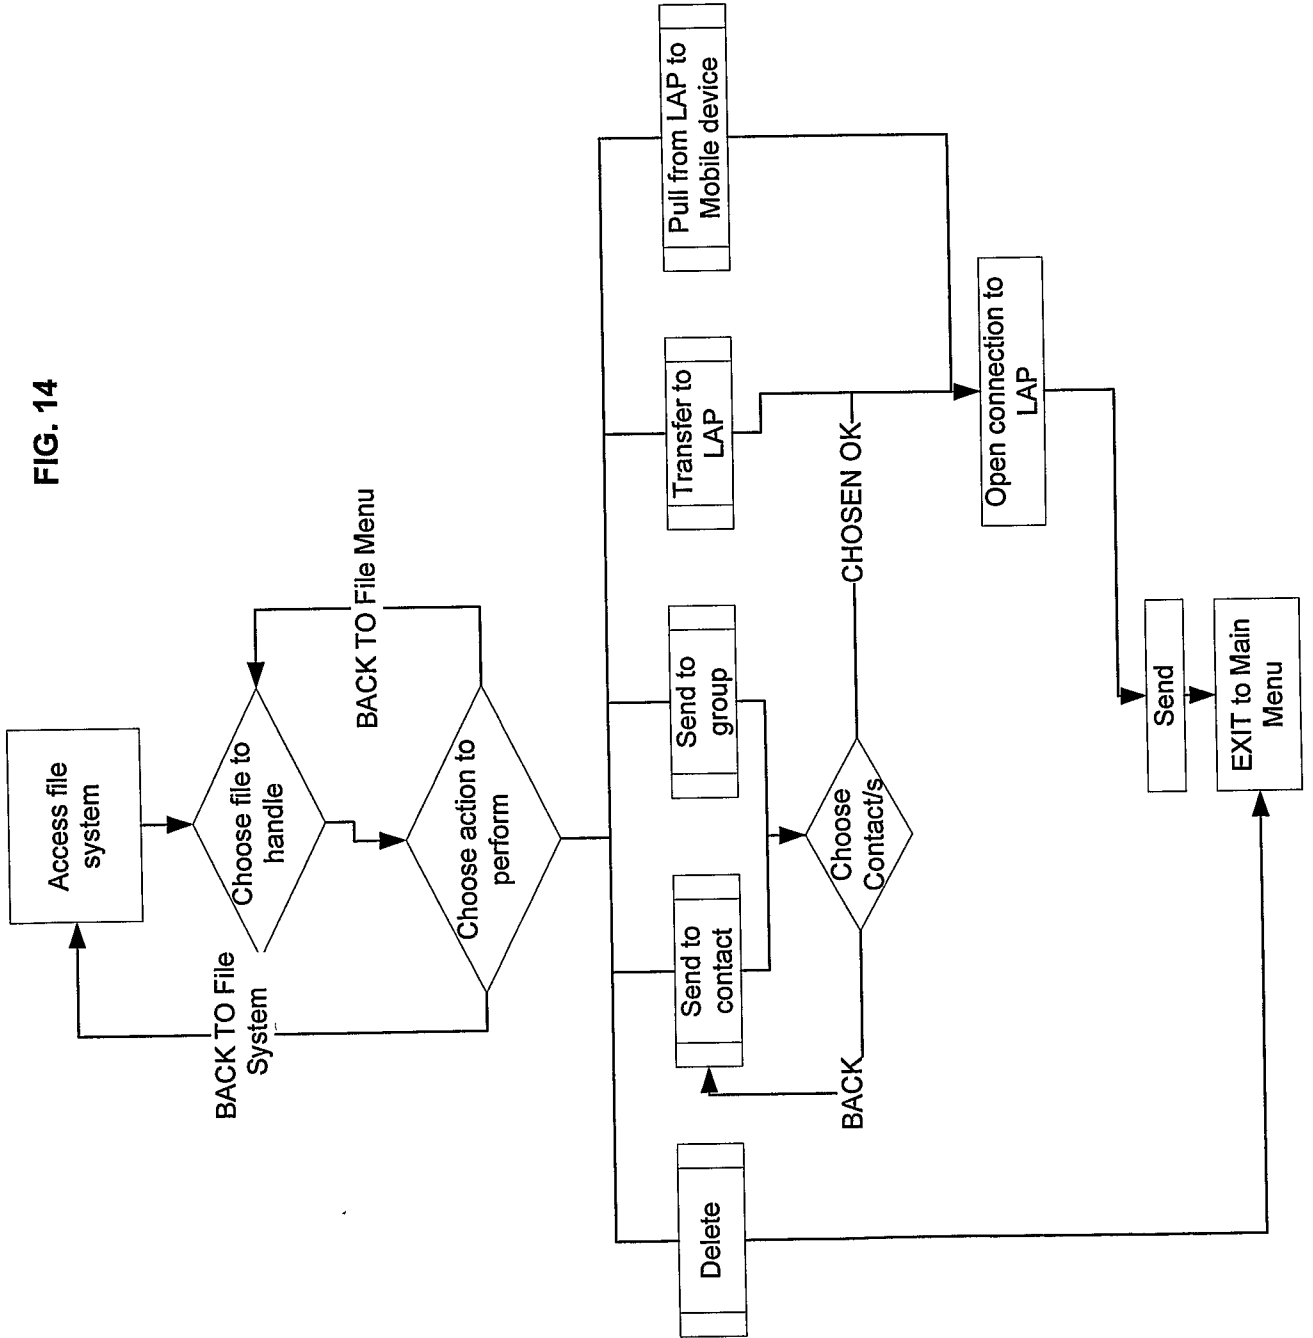 FIG. 14
Access file
system
BACK TO File
System
Choose file to
handle
BACK TO File Menu
Choose action to
perform
Delete
Send to
contact
Send to
group
Transfer to
LAP
Pull from LAP to
Mobile device
BACK
Choose
Contact/s
CHOSEN OK
Open connection to
LAP
Send
EXIT to Main
Menu